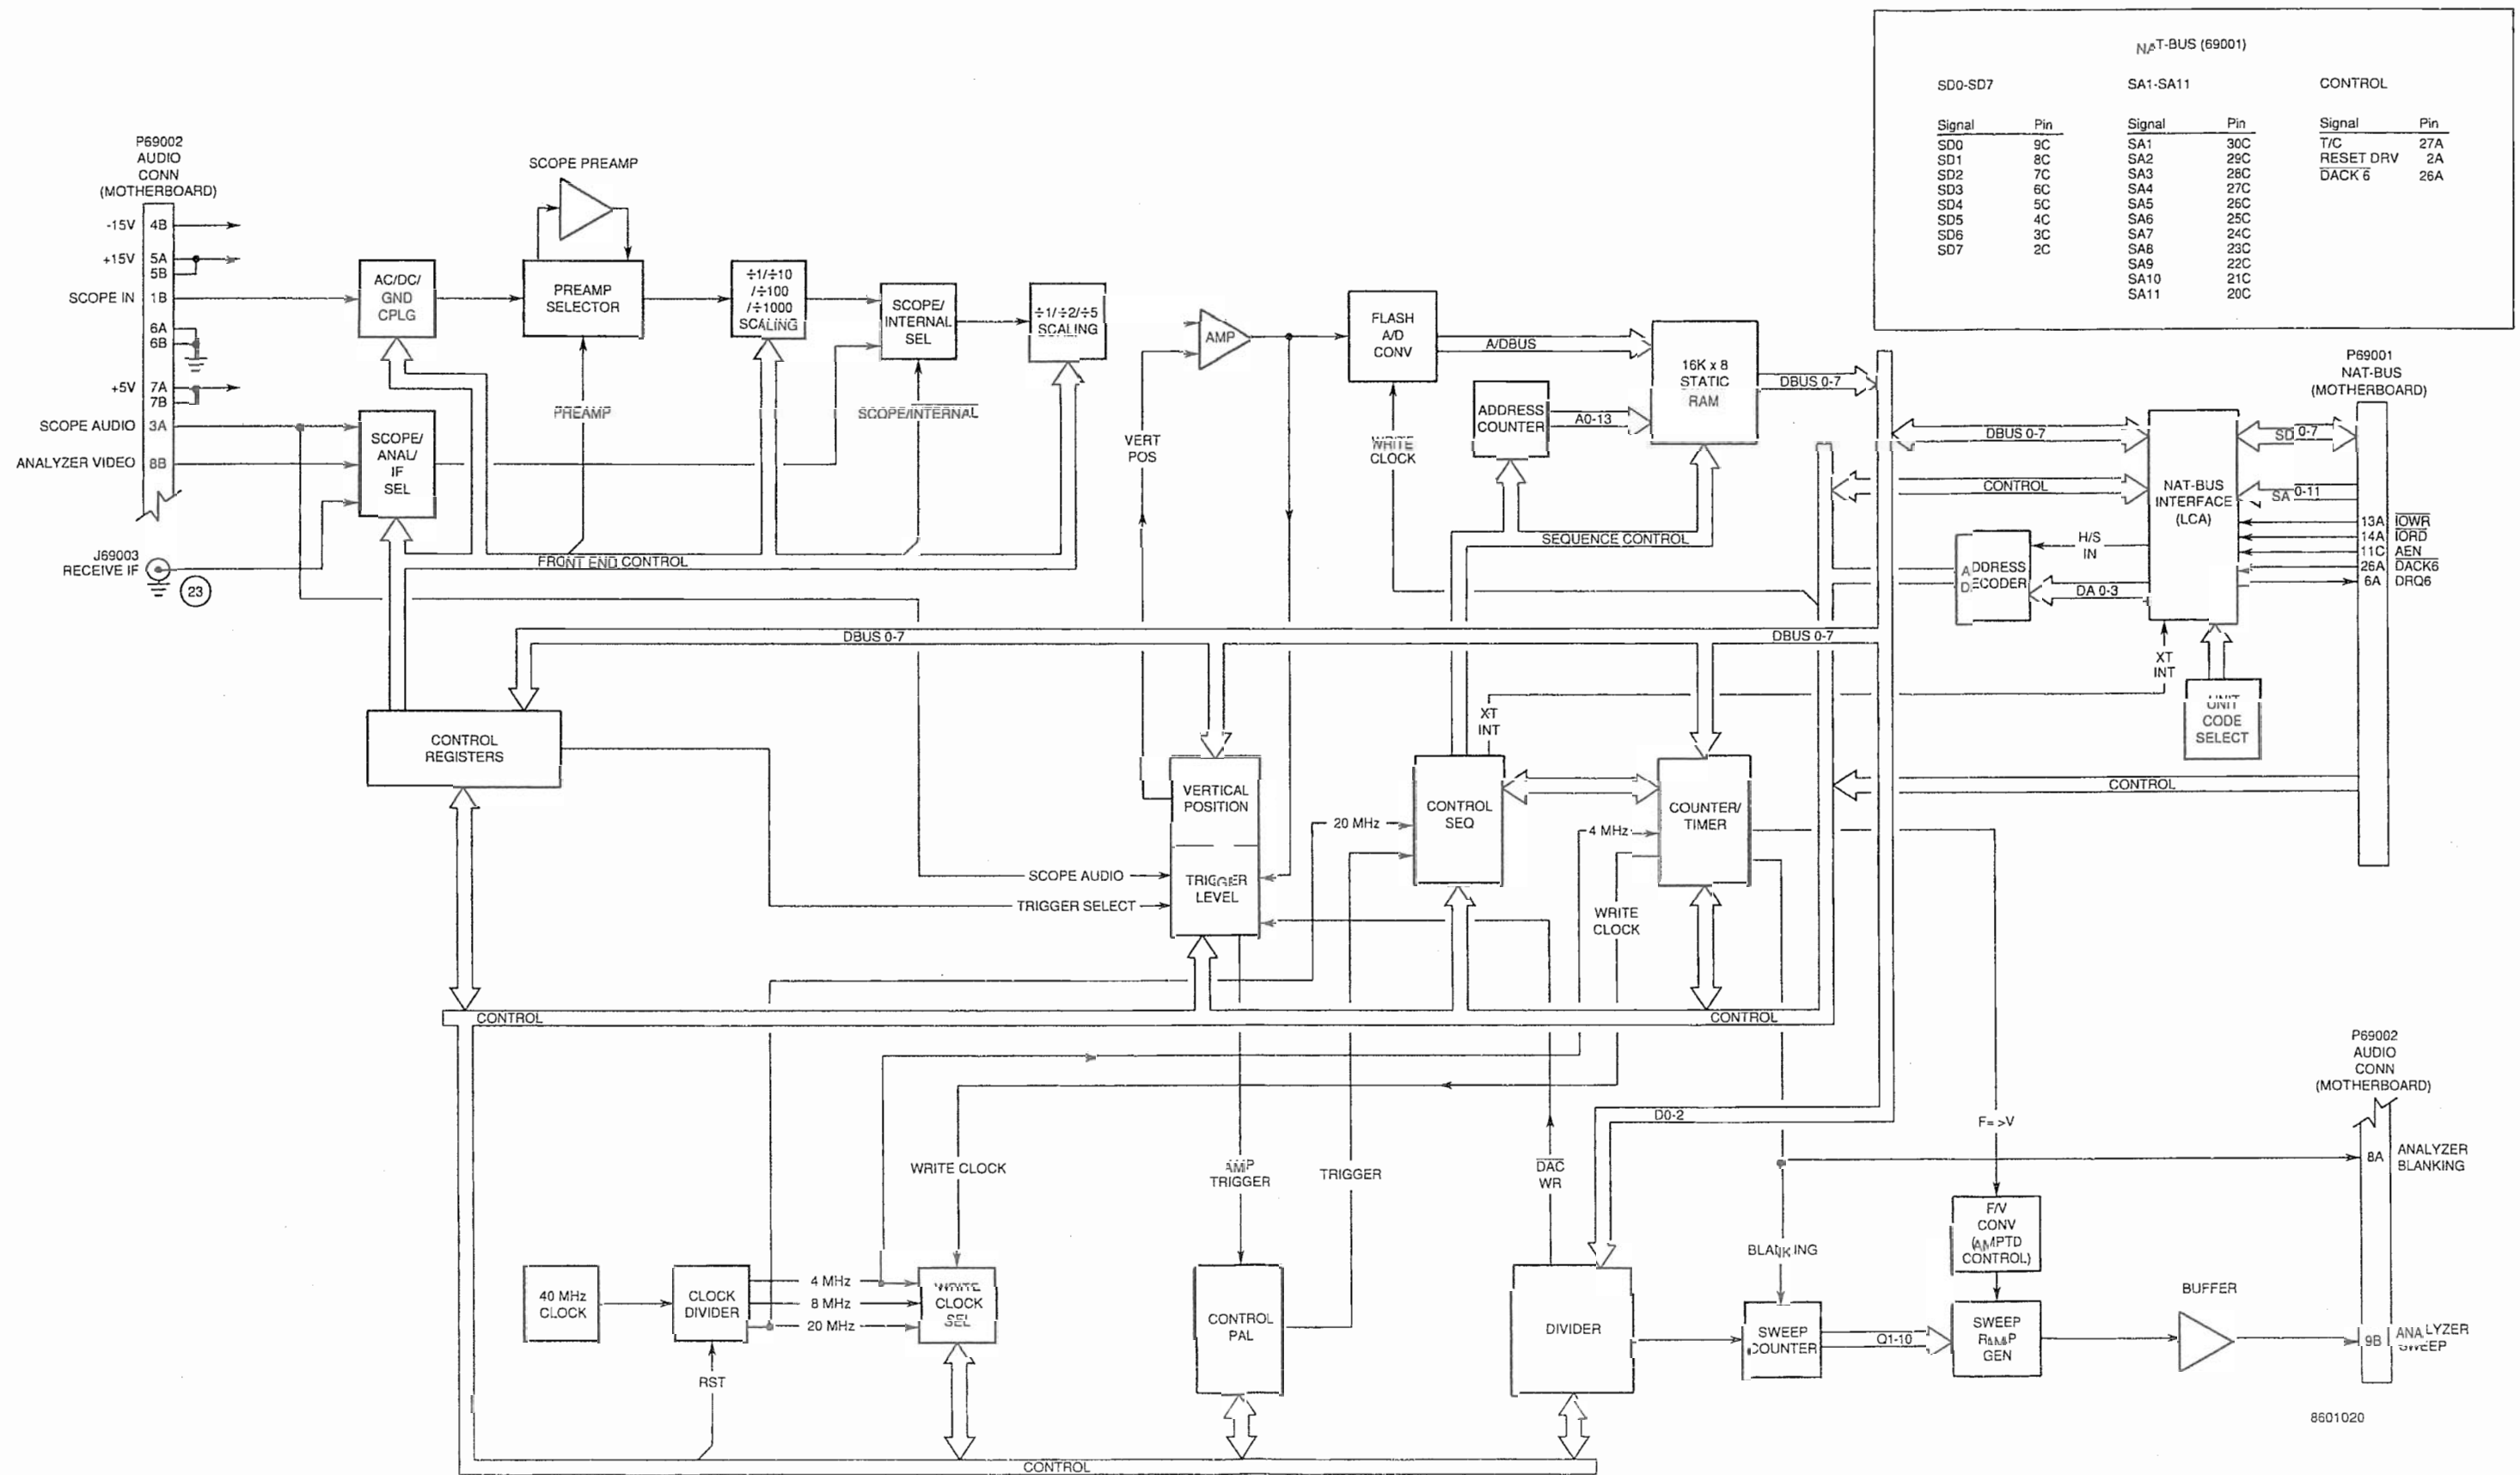 NAT-BUS (69001)
SD0-SD7 SA1-SA11 CONTROL
Signal Pin Signal Pin Signal Pin
SD0 9C SA1 30C T/C 27A
SD1 8C SA2 29C RESET DRV 2A
SD2 7C SA3 28C DACK 6 26A
SD3 6C SA4 27C
SD4 5C SA5 26C
SD5 4C SA6 25C
SD6 3C SA7 24C
SD7 2C SA8 23C
SA9 22C
SA10 21C
SA11 20C
P69002
AUDIO
CONN
(MOTHERBOARD)
-15V 4B
+15V 5A
5B
SCOPE IN 1B
6A
6B
+5V 7A
7B
SCOPE AUDIO 3A
ANALYZER VIDEO 8B
J69003
RECEIVE IF
23
AC/DC/
GND
CPLG
SCOPE/
ANAL/
IF
SEL
SCOPE PREAMP
PREAMP
SELECTOR
PREAMP
÷1/÷10
/÷100
/÷1000
SCALING
SCOPE/
INTERNAL
SEL
SCOPE/INTERNAL
÷1/÷2/÷5
SCALING
FRONT END CONTROL
VERT
POS
AMP
FLASH
A/D
CONV
A/DBUS
WRITE
CLOCK
ADDRESS
COUNTER
A0-13
16K x 8
STATIC
RAM
DBUS 0-7
SEQUENCE CONTROL
DBUS 0-7
CONTROL
H/S
IN
ADDRESS
DECODER
DA 0-3
NAT-BUS
INTERFACE
(LCA)
SD 0-7
SA 0-11
P69001
NAT-BUS
(MOTHERBOARD)
13A IOWR
14A IORD
11C AEN
26A DACK6
6A DRQ6
XT
INT
UNIT
CODE
SELECT
CONTROL
DBUS 0-7
DBUS 0-7
CONTROL
REGISTERS
VERTICAL
POSITION
TRIGGER
LEVEL
SCOPE AUDIO
TRIGGER SELECT
XT
INT
20 MHz
CONTROL
SEQ
4 MHz
COUNTER/
TIMER
WRITE
CLOCK
CONTROL
CONTROL
D0-2
F= >V
WRITE CLOCK
AMP
TRIGGER
TRIGGER
DAC
WR
BLANKING
40 MHz
CLOCK
CLOCK
DIVIDER
4 MHz
8 MHz
20 MHz
WRITE
CLOCK
SEL
RST
CONTROL
PAL
DIVIDER
SWEEP
COUNTER
Q1-10
F/V
CONV
(AMPTD
CONTROL)
SWEEP
RAMP
GEN
BUFFER
P69002
AUDIO
CONN
(MOTHERBOARD)
8A ANALYZER
BLANKING
9B ANALYZER
SWEEP
CONTROL
8601020